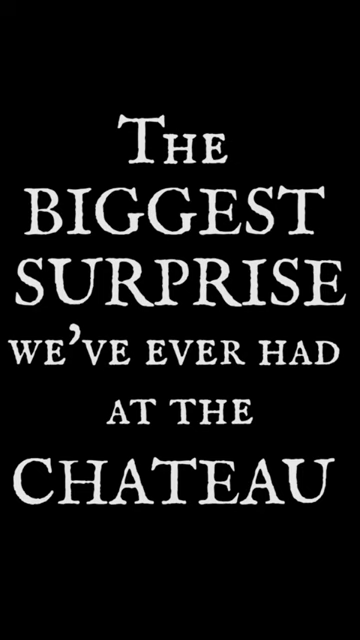 The
BIGGEST
SURPRISE
we've ever had
at the
CHATEAU